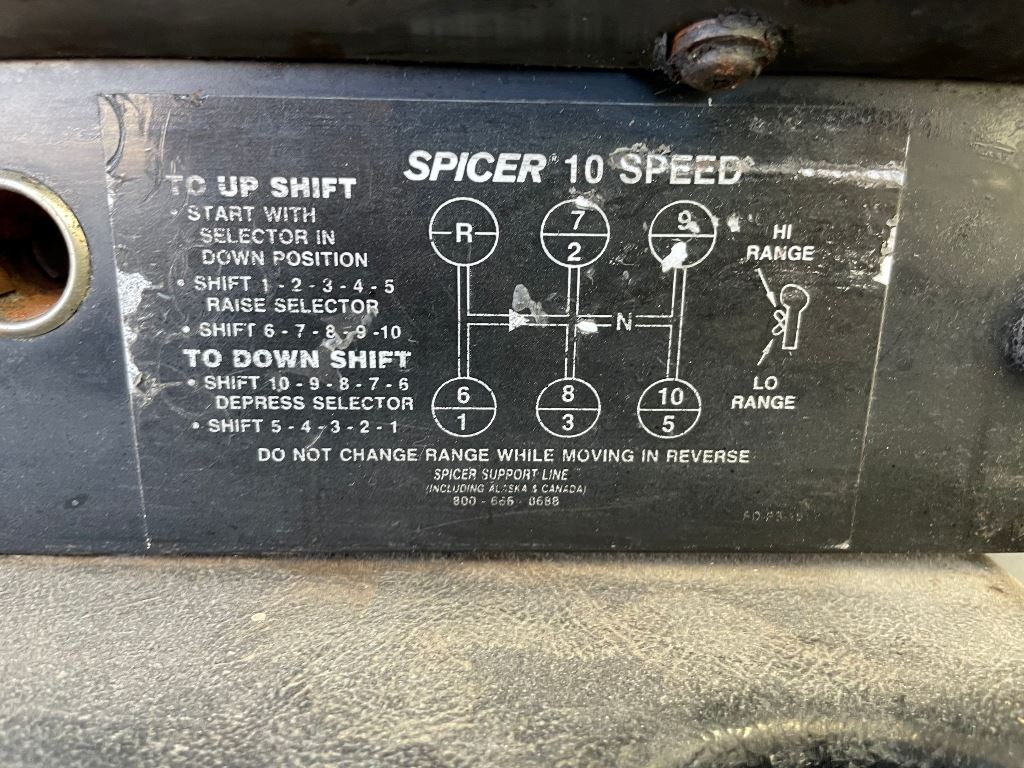 SPICER® 10 SPEED
TO UP SHIFT
• START WITH
SELECTOR IN
DOWN POSITION
• SHIFT 1 - 2 - 3 - 4 - 5
RAISE SELECTOR
• SHIFT 6 - 7 - 8 - 9 -10
TO DOWN SHIFT
• SHIFT 10 - 9 - 8 - 7 - 6
DEPRESS SELECTOR
• SHIFT 5 - 4 - 3 - 2 - 1
R
7
2
9
N
6
1
8
3
10
5
HI
RANGE
LO
RANGE
DO NOT CHANGE RANGE WHILE MOVING IN REVERSE
SPICER SUPPORT LINE
(INCLUDING ALASKA & CANADA)
800 - 666 - 0688